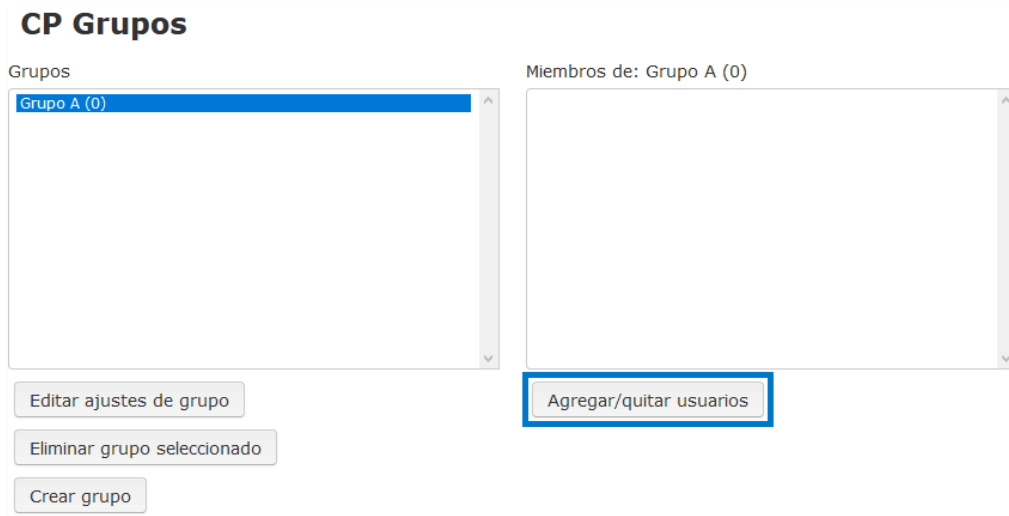 CP Grupos
Grupos
Grupo A (0)
Editar ajustes de grupo
Eliminar grupo seleccionado
Crear grupo
Miembros de: Grupo A (0)
Agregar/quitar usuarios